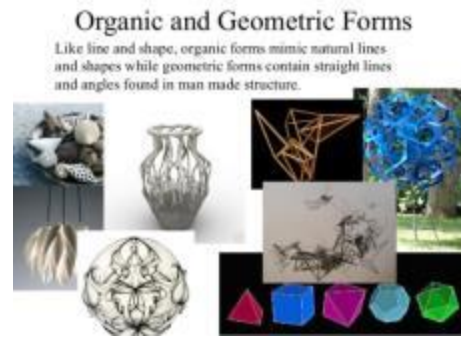 Organic and Geometric Forms
Like line and shape, organic forms mimic natural lines
and shapes while geometric forms contain straight lines
and angles found in man made structure.